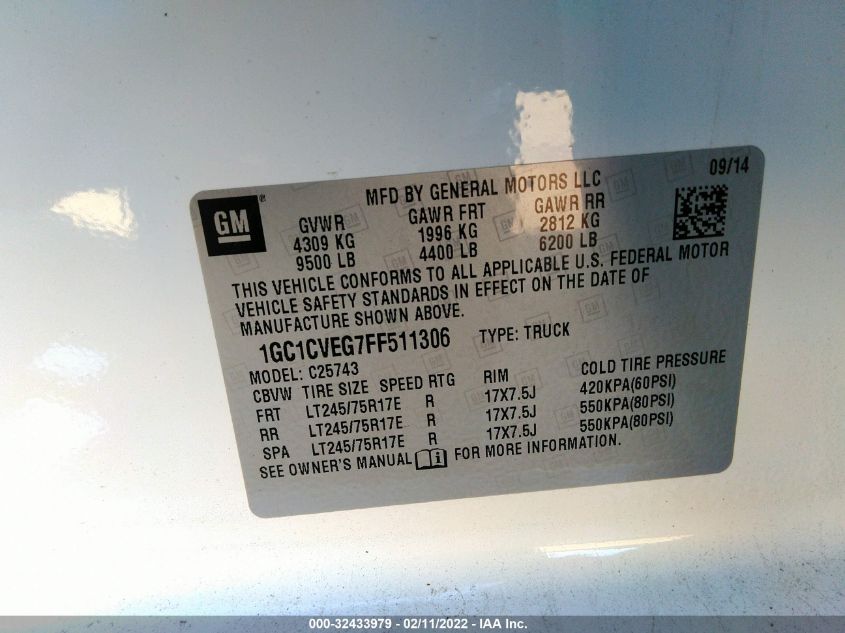 GM®
MFD BY GENERAL MOTORS LLC
09/14
GVWR GAWR FRT GAWR RR
4309 KG 1996 KG 2812 KG
9500 LB 4400 LB 6200 LB
THIS VEHICLE CONFORMS TO ALL APPLICABLE U.S. FEDERAL MOTOR
VEHICLE SAFETY STANDARDS IN EFFECT ON THE DATE OF
MANUFACTURE SHOWN ABOVE.
1GC1CVEG7FF511306 TYPE: TRUCK
MODEL: C25743
CBVW TIRE SIZE SPEED RTG RIM COLD TIRE PRESSURE
FRT LT245/75R17E R 17X7.5J 420KPA(60PSI)
RR LT245/75R17E R 17X7.5J 550KPA(80PSI)
SPA LT245/75R17E R 17X7.5J 550KPA(80PSI)
SEE OWNER'S MANUAL i FOR MORE INFORMATION.
000-32433979 - 02/11/2022 - IAA Inc.